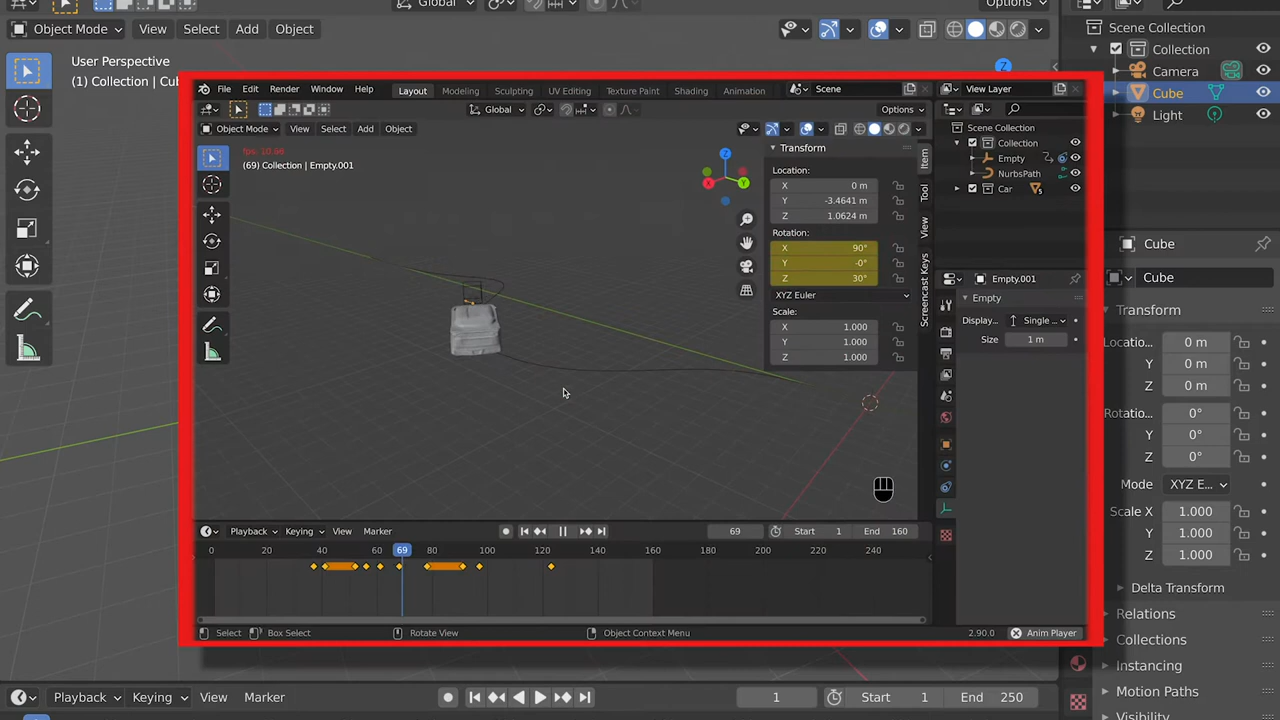 Global
Options
Object Mode View Select Add Object
User Perspective
(1) Collection | Cub
Z
Scene Collection
Collection
Camera
Cube
Light
Cube
Cube
Transform
Locatio... 0 m
Y 0 m
Z 0 m
Rotatio... 0°
Y 0°
Z 0°
Mode XYZ E...
Scale X 1.000
Y 1.000
Z 1.000
Delta Transform
Relations
Collections
Instancing
Motion Paths
Visibility
File Edit Render Window Help Layout Modeling Sculpting UV Editing Texture Paint Shading Animation Scene View Layer
Global Options
Object Mode View Select Add Object
fps: 10.96
(69) Collection | Empty.001
Z
X Y
Transform
Location:
X 0 m
Y -3.4641 m
Z 1.0624 m
Rotation:
X 90°
Y -0°
Z 30°
XYZ Euler
Scale:
X 1.000
Y 1.000
Z 1.000
Item
Tool
View
Screencast Keys
Scene Collection
Collection
Empty
NurbsPath
Car 5
Empty.001
Empty
Display... Single ...
Size 1 m
Playback Keying View Marker 69 Start 1 End 160
0 20 40 60 69 80 100 120 140 160 180 200 220 240
Select Box Select Rotate View Object Context Menu 2.90.0 Anim Player
Playback Keying View Marker 1 Start 1 End 250